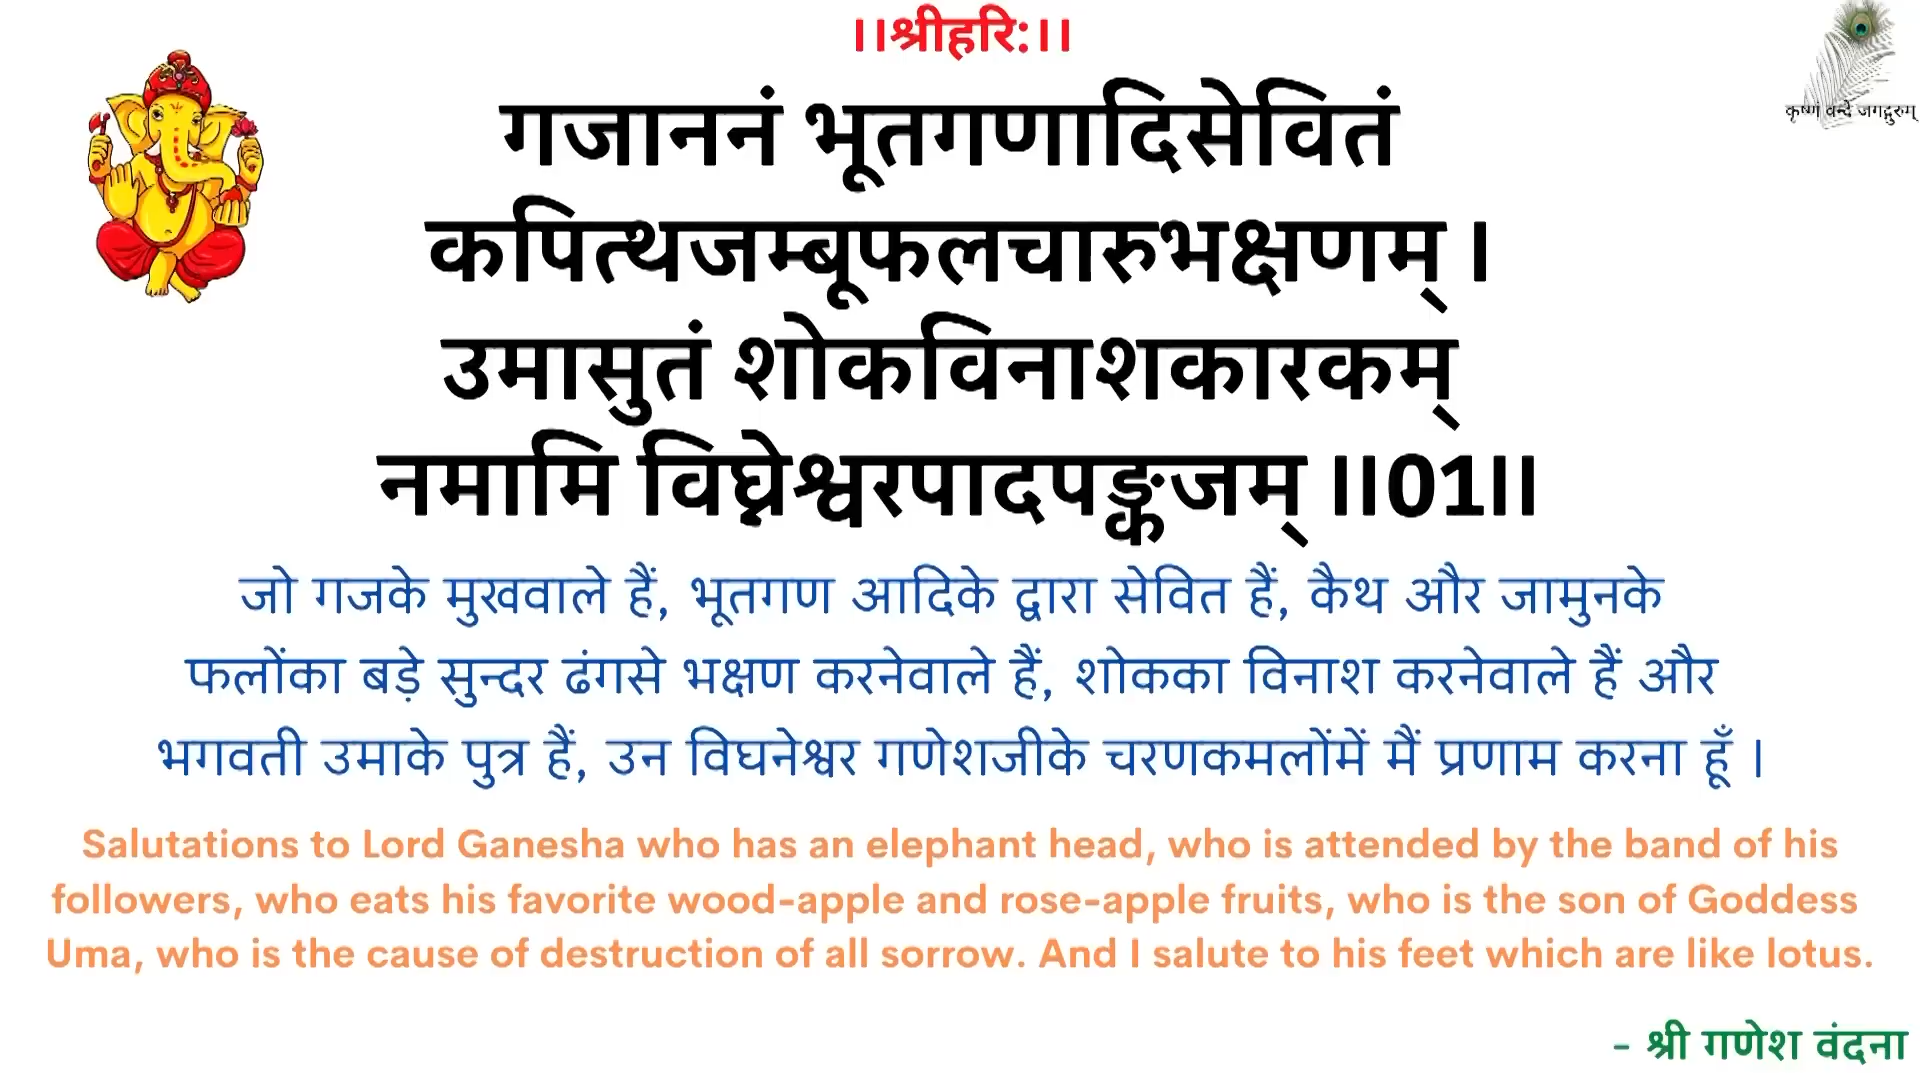 ।।श्रीहरि:।।
कृष्णं वन्दे जगद्गुरुम्
गजाननं भूतगणादिसेवितं
कपित्थजम्बूफलचारुभक्षणम् ।
उमासुतं शोकविनाशकारकम्
नमामि विघ्नेश्वरपादपङ्कजम् ।।01।।
जो गजके मुखवाले हैं, भूतगण आदिके द्वारा सेवित हैं, कैथ और जामुनके
फलोंका बड़े सुन्दर ढंगसे भक्षण करनेवाले हैं, शोकका विनाश करनेवाले हैं और
भगवती उमाके पुत्र हैं, उन विघनेश्वर गणेशजीके चरणकमलोंमें मैं प्रणाम करना हूँ ।
Salutations to Lord Ganesha who has an elephant head, who is attended by the band of his
followers, who eats his favorite wood-apple and rose-apple fruits, who is the son of Goddess
Uma, who is the cause of destruction of all sorrow. And I salute to his feet which are like lotus.
- श्री गणेश वंदना